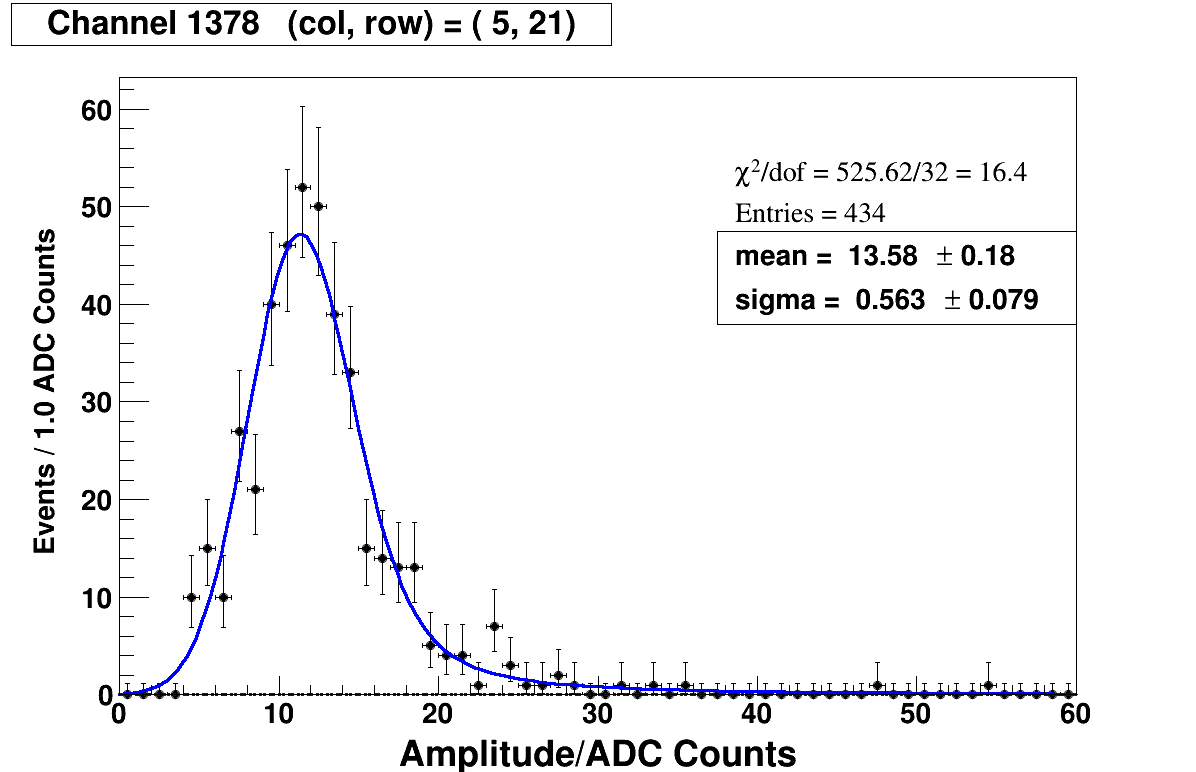 Channel 1378 (col, row) = ( 5, 21)
χ²/dof = 525.62/32 = 16.4
Entries = 434
mean = 13.58 ± 0.18
sigma = 0.563 ± 0.079
Events / 1.0 ADC Counts
60
50
40
30
20
10
0
0 10 20 30 40 50 60
Amplitude/ADC Counts